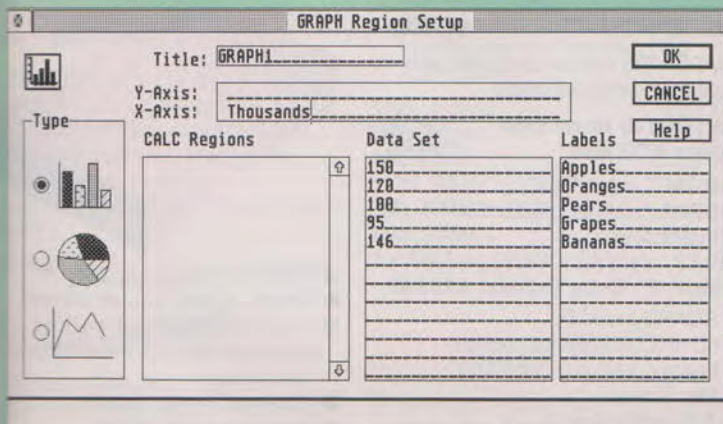 GRAPH Region Setup
Title: GRAPH1
OK
Y-Axis:
CANCEL
X-Axis: Thousands
Help
Type
CALC Regions
Data Set
Labels
150 Apples
120 Oranges
100 Pears
95 Grapes
146 Bananas